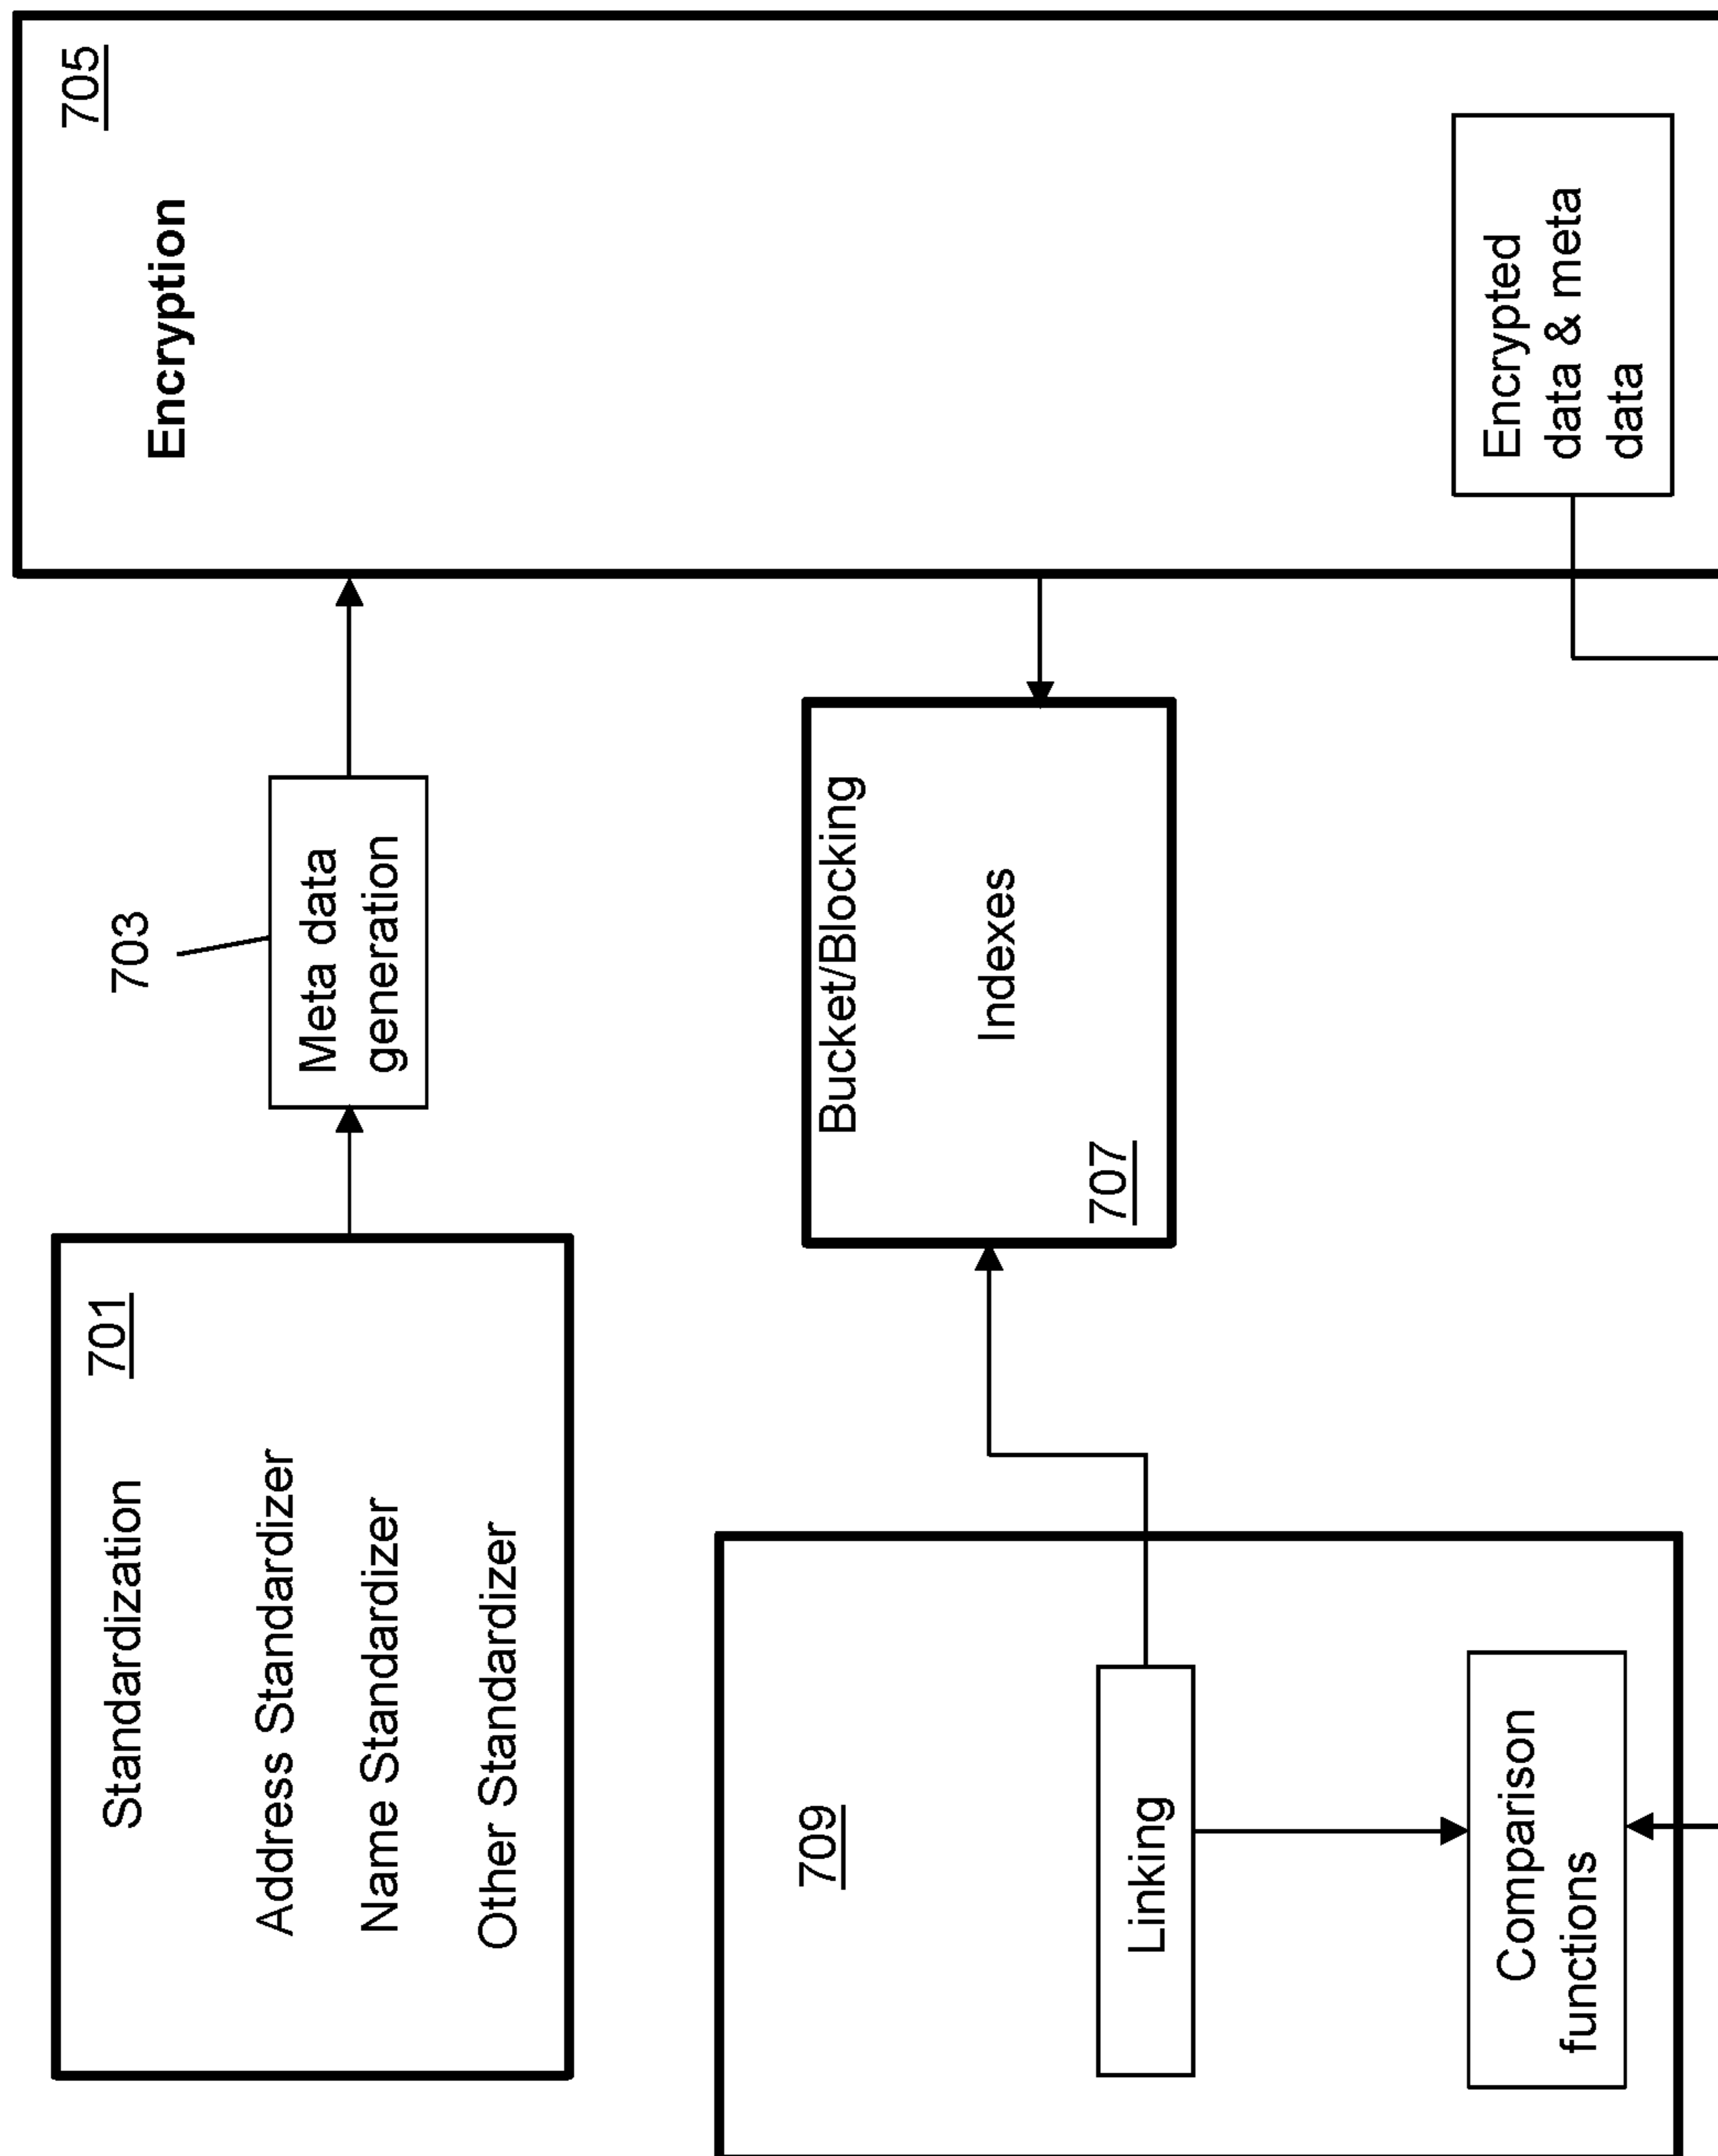 Standardization
701
Address Standardizer
Name Standardizer
Other Standardizer
703
Meta data
generation
705
Encryption
Encrypted
data & meta
data
Bucket/Blocking
Indexes
707
709
Linking
Comparison
functions